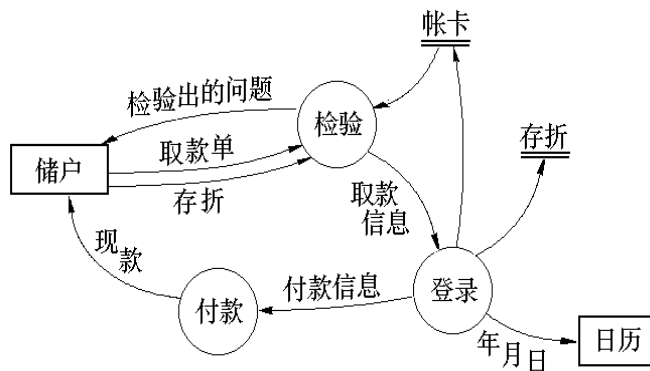 帐卡
检验出的问题
检验
存折
储户
取款单
存折
取款
信息
现款
付款信息
登录
付款
年月日
日历